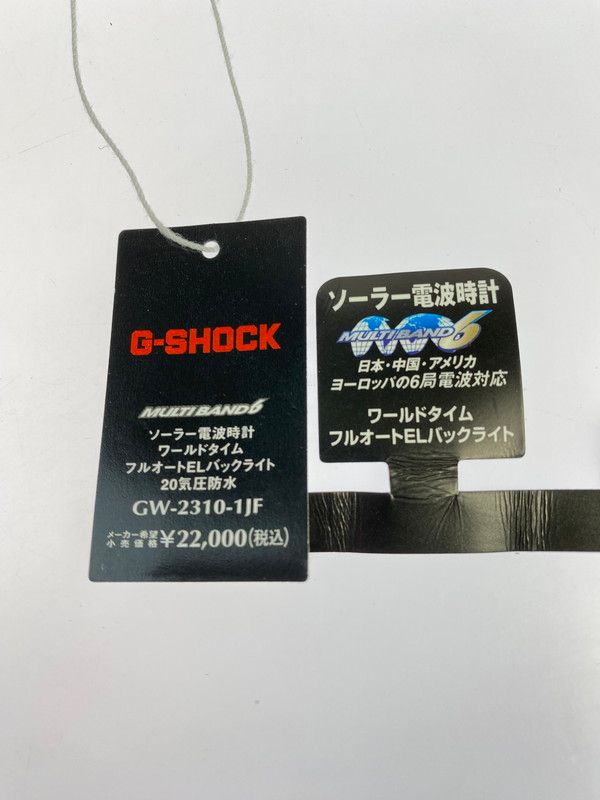 G-SHOCK
MULTI BAND 6
ソーラー電波時計
ワールドタイム
フルオートELバックライト
20気圧防水
GW-2310-1JF
メーカー希望
小売価格 ¥22,000(税込)
ソーラー電波時計
MULTI BAND 6
日本・中国・アメリカ
ヨーロッパの6局電波対応
ワールドタイム
フルオートELバックライト